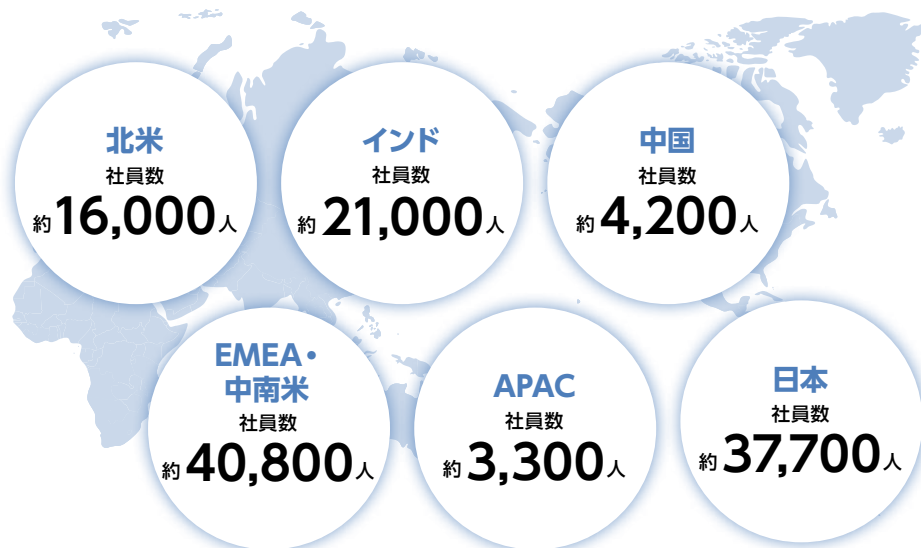 北米
社員数
約16,000人
インド
社員数
約21,000人
中国
社員数
約4,200人
EMEA・
中南米
社員数
約40,800人
APAC
社員数
約3,300人
日本
社員数
約37,700人